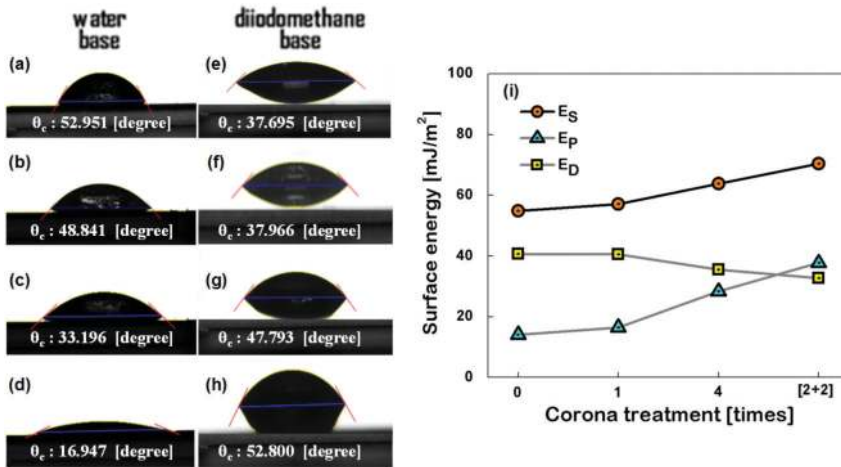 water
base
diiodomethane
base
(a)
θc : 52.951 [degree]
(e)
θc : 37.695 [degree]
(b)
θc : 48.841 [degree]
(f)
θc : 37.966 [degree]
(c)
θc : 33.196 [degree]
(g)
θc : 47.793 [degree]
(d)
θc : 16.947 [degree]
(h)
θc : 52.800 [degree]
(i)
ES
EP
ED
Surface energy [mJ/m²]
100
80
60
40
20
0
0 1 4 [2+2]
Corona treatment [times]